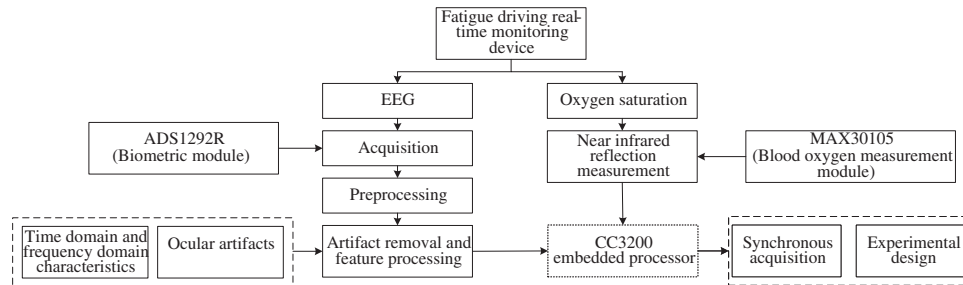 Fatigue driving real-
time monitoring
device
EEG
Oxygen saturation
ADS1292R
(Biometric module)
Acquisition
Near infrared
reflection
measurement
MAX30105
(Blood oxygen measurement
module)
Preprocessing
Time domain and
frequency domain
characteristics
Ocular artifacts
Artifact removal and
feature processing
CC3200
embedded processor
Synchronous
acquisition
Experimental
design